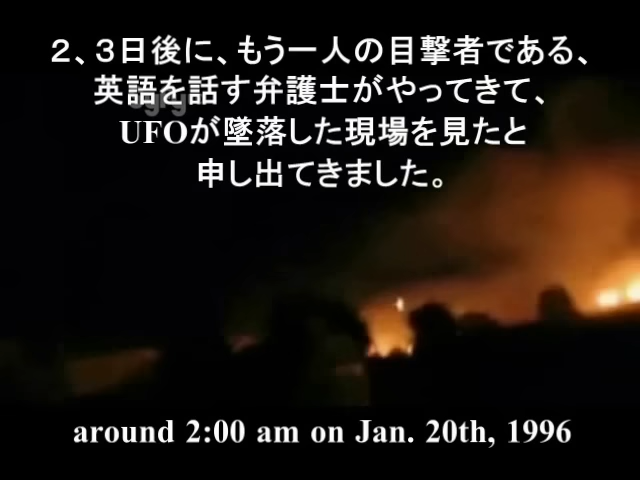 ２、３日後に、もう一人の目撃者である、
英語を話す弁護士がやってきて、
UFOが墜落した現場を見たと
申し出てきました。
around 2:00 am on Jan. 20th, 1996